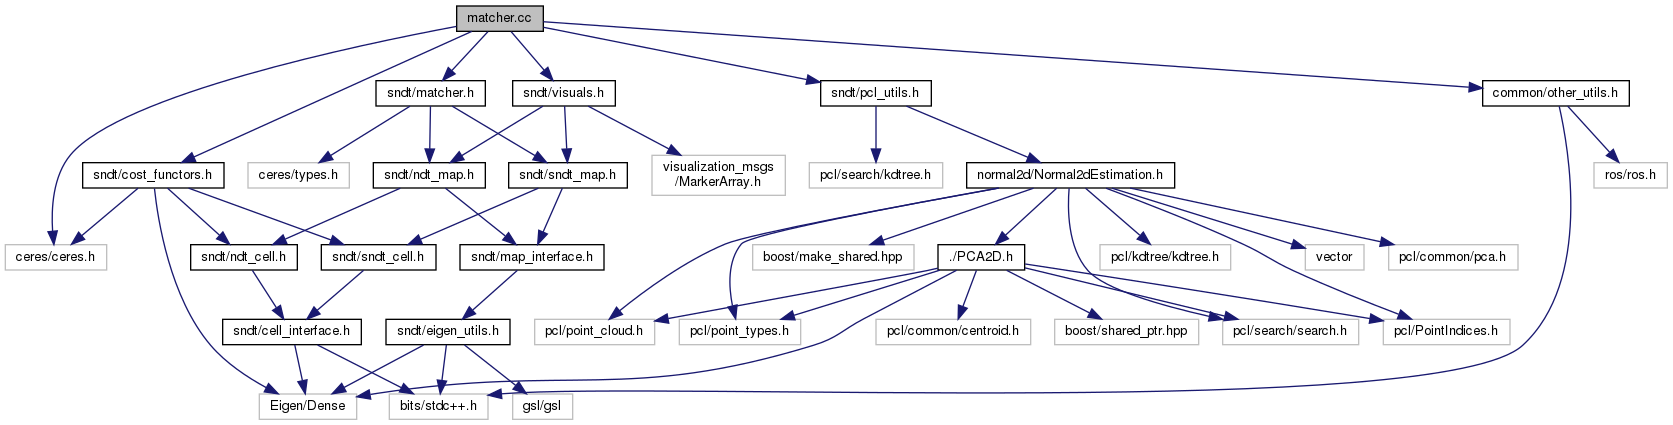 matcher.cc
sndt/matcher.h
sndt/visuals.h
sndt/pcl_utils.h
common/other_utils.h
sndt/cost_functors.h
ceres/types.h
sndt/ndt_map.h
sndt/sndt_map.h
visualization_msgs
/MarkerArray.h
pcl/search/kdtree.h
normal2d/Normal2dEstimation.h
ros/ros.h
ceres/ceres.h
sndt/ndt_cell.h
sndt/sndt_cell.h
sndt/map_interface.h
boost/make_shared.hpp
./PCA2D.h
pcl/kdtree/kdtree.h
vector
pcl/common/pca.h
sndt/cell_interface.h
sndt/eigen_utils.h
pcl/point_cloud.h
pcl/point_types.h
pcl/common/centroid.h
boost/shared_ptr.hpp
pcl/search/search.h
pcl/PointIndices.h
Eigen/Dense
bits/stdc++.h
gsl/gsl